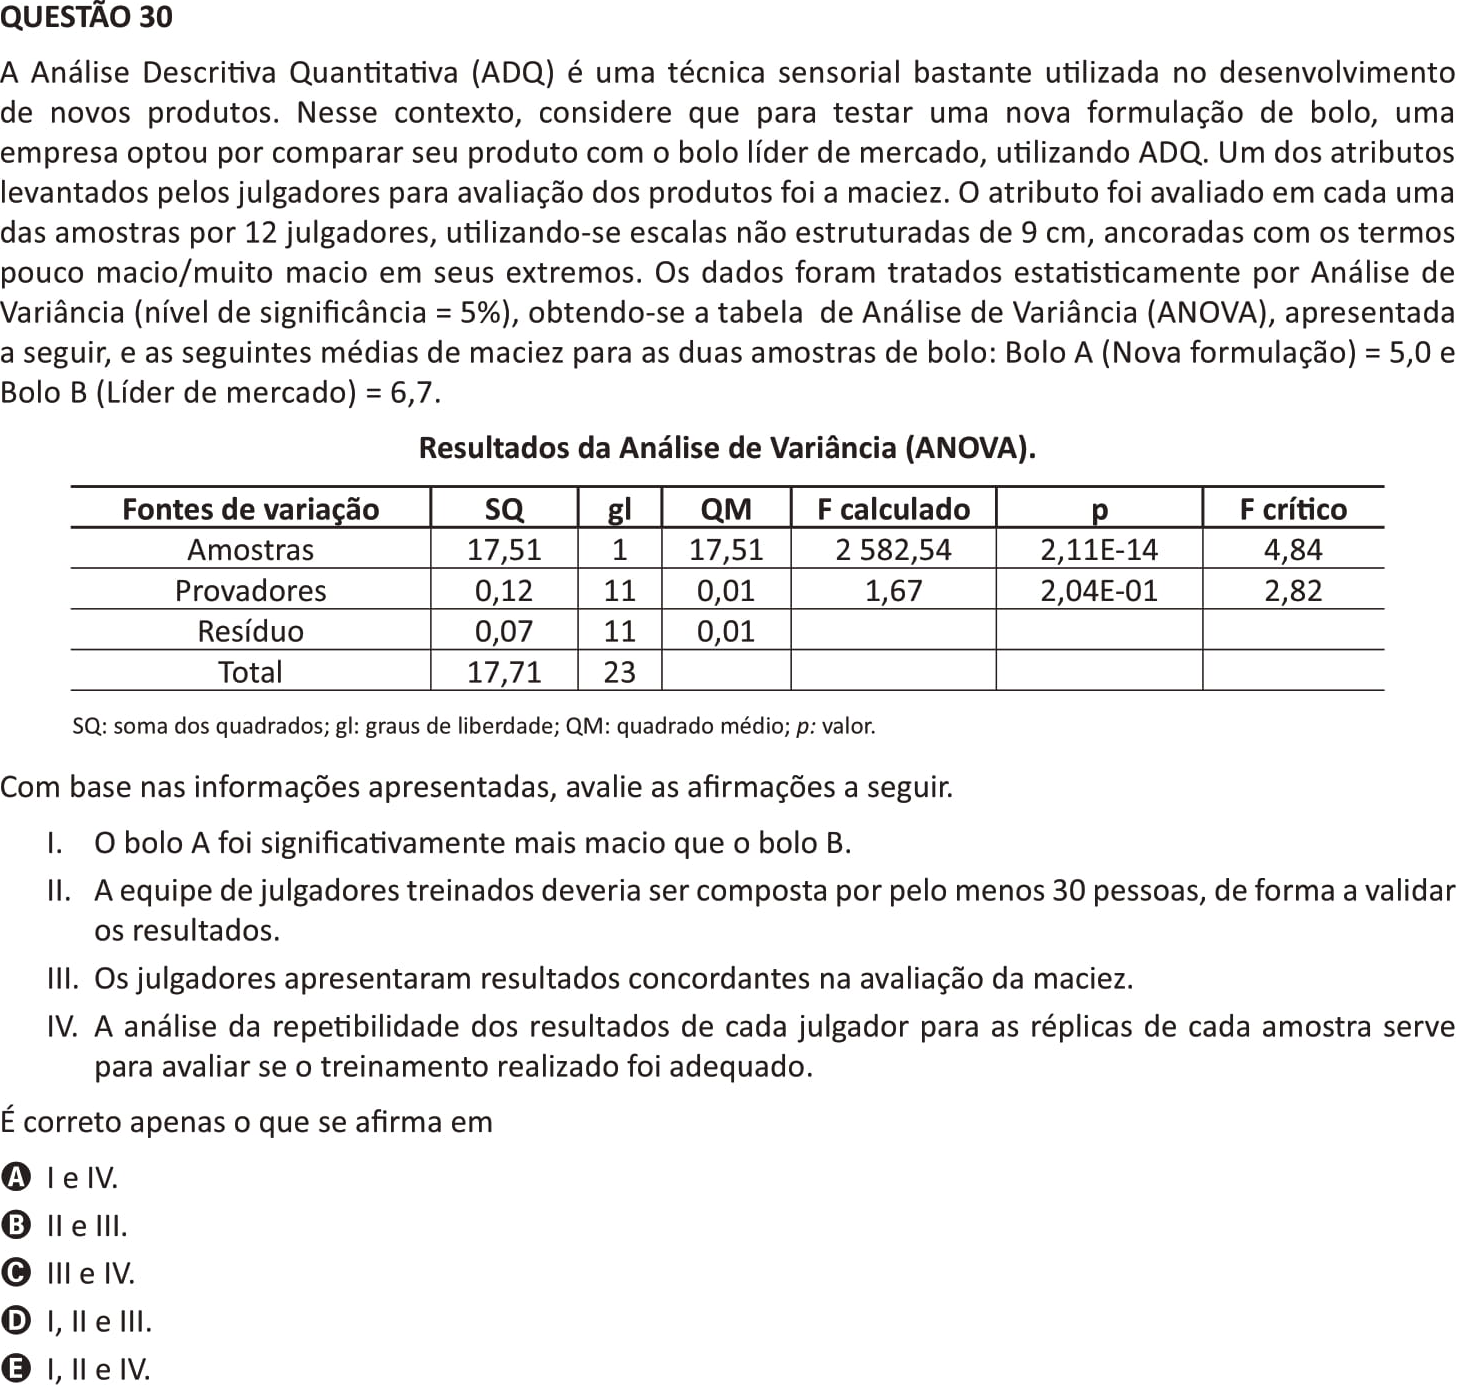 QUESTÃO 30
A Análise Descritiva Quantitativa (ADQ) é uma técnica sensorial bastante utilizada no desenvolvimento
de novos produtos. Nesse contexto, considere que para testar uma nova formulação de bolo, uma
empresa optou por comparar seu produto com o bolo líder de mercado, utilizando ADQ. Um dos atributos
levantados pelos julgadores para avaliação dos produtos foi a maciez. O atributo foi avaliado em cada uma
das amostras por 12 julgadores, utilizando-se escalas não estruturadas de 9 cm, ancoradas com os termos
pouco macio/muito macio em seus extremos. Os dados foram tratados estatisticamente por Análise de
Variância (nível de significância = 5%), obtendo-se a tabela de Análise de Variância (ANOVA), apresentada
a seguir, e as seguintes médias de maciez para as duas amostras de bolo: Bolo A (Nova formulação) = 5,0 e
Bolo B (Líder de mercado) = 6,7.
Resultados da Análise de Variância (ANOVA).
Fontes de variação SQ gl QM F calculado p F crítico
Amostras 17,51 1 17,51 2 582,54 2,11E-14 4,84
Provadores 0,12 11 0,01 1,67 2,04E-01 2,82
Resíduo 0,07 11 0,01
Total 17,71 23
SQ: soma dos quadrados; gl: graus de liberdade; QM: quadrado médio; p: valor.
Com base nas informações apresentadas, avalie as afirmações a seguir.
I. O bolo A foi significativamente mais macio que o bolo B.
II. A equipe de julgadores treinados deveria ser composta por pelo menos 30 pessoas, de forma a validar
os resultados.
III. Os julgadores apresentaram resultados concordantes na avaliação da maciez.
IV. A análise da repetibilidade dos resultados de cada julgador para as réplicas de cada amostra serve
para avaliar se o treinamento realizado foi adequado.
É correto apenas o que se afirma em
A I e IV.
B II e III.
C III e IV.
D I, II e III.
E I, II e IV.